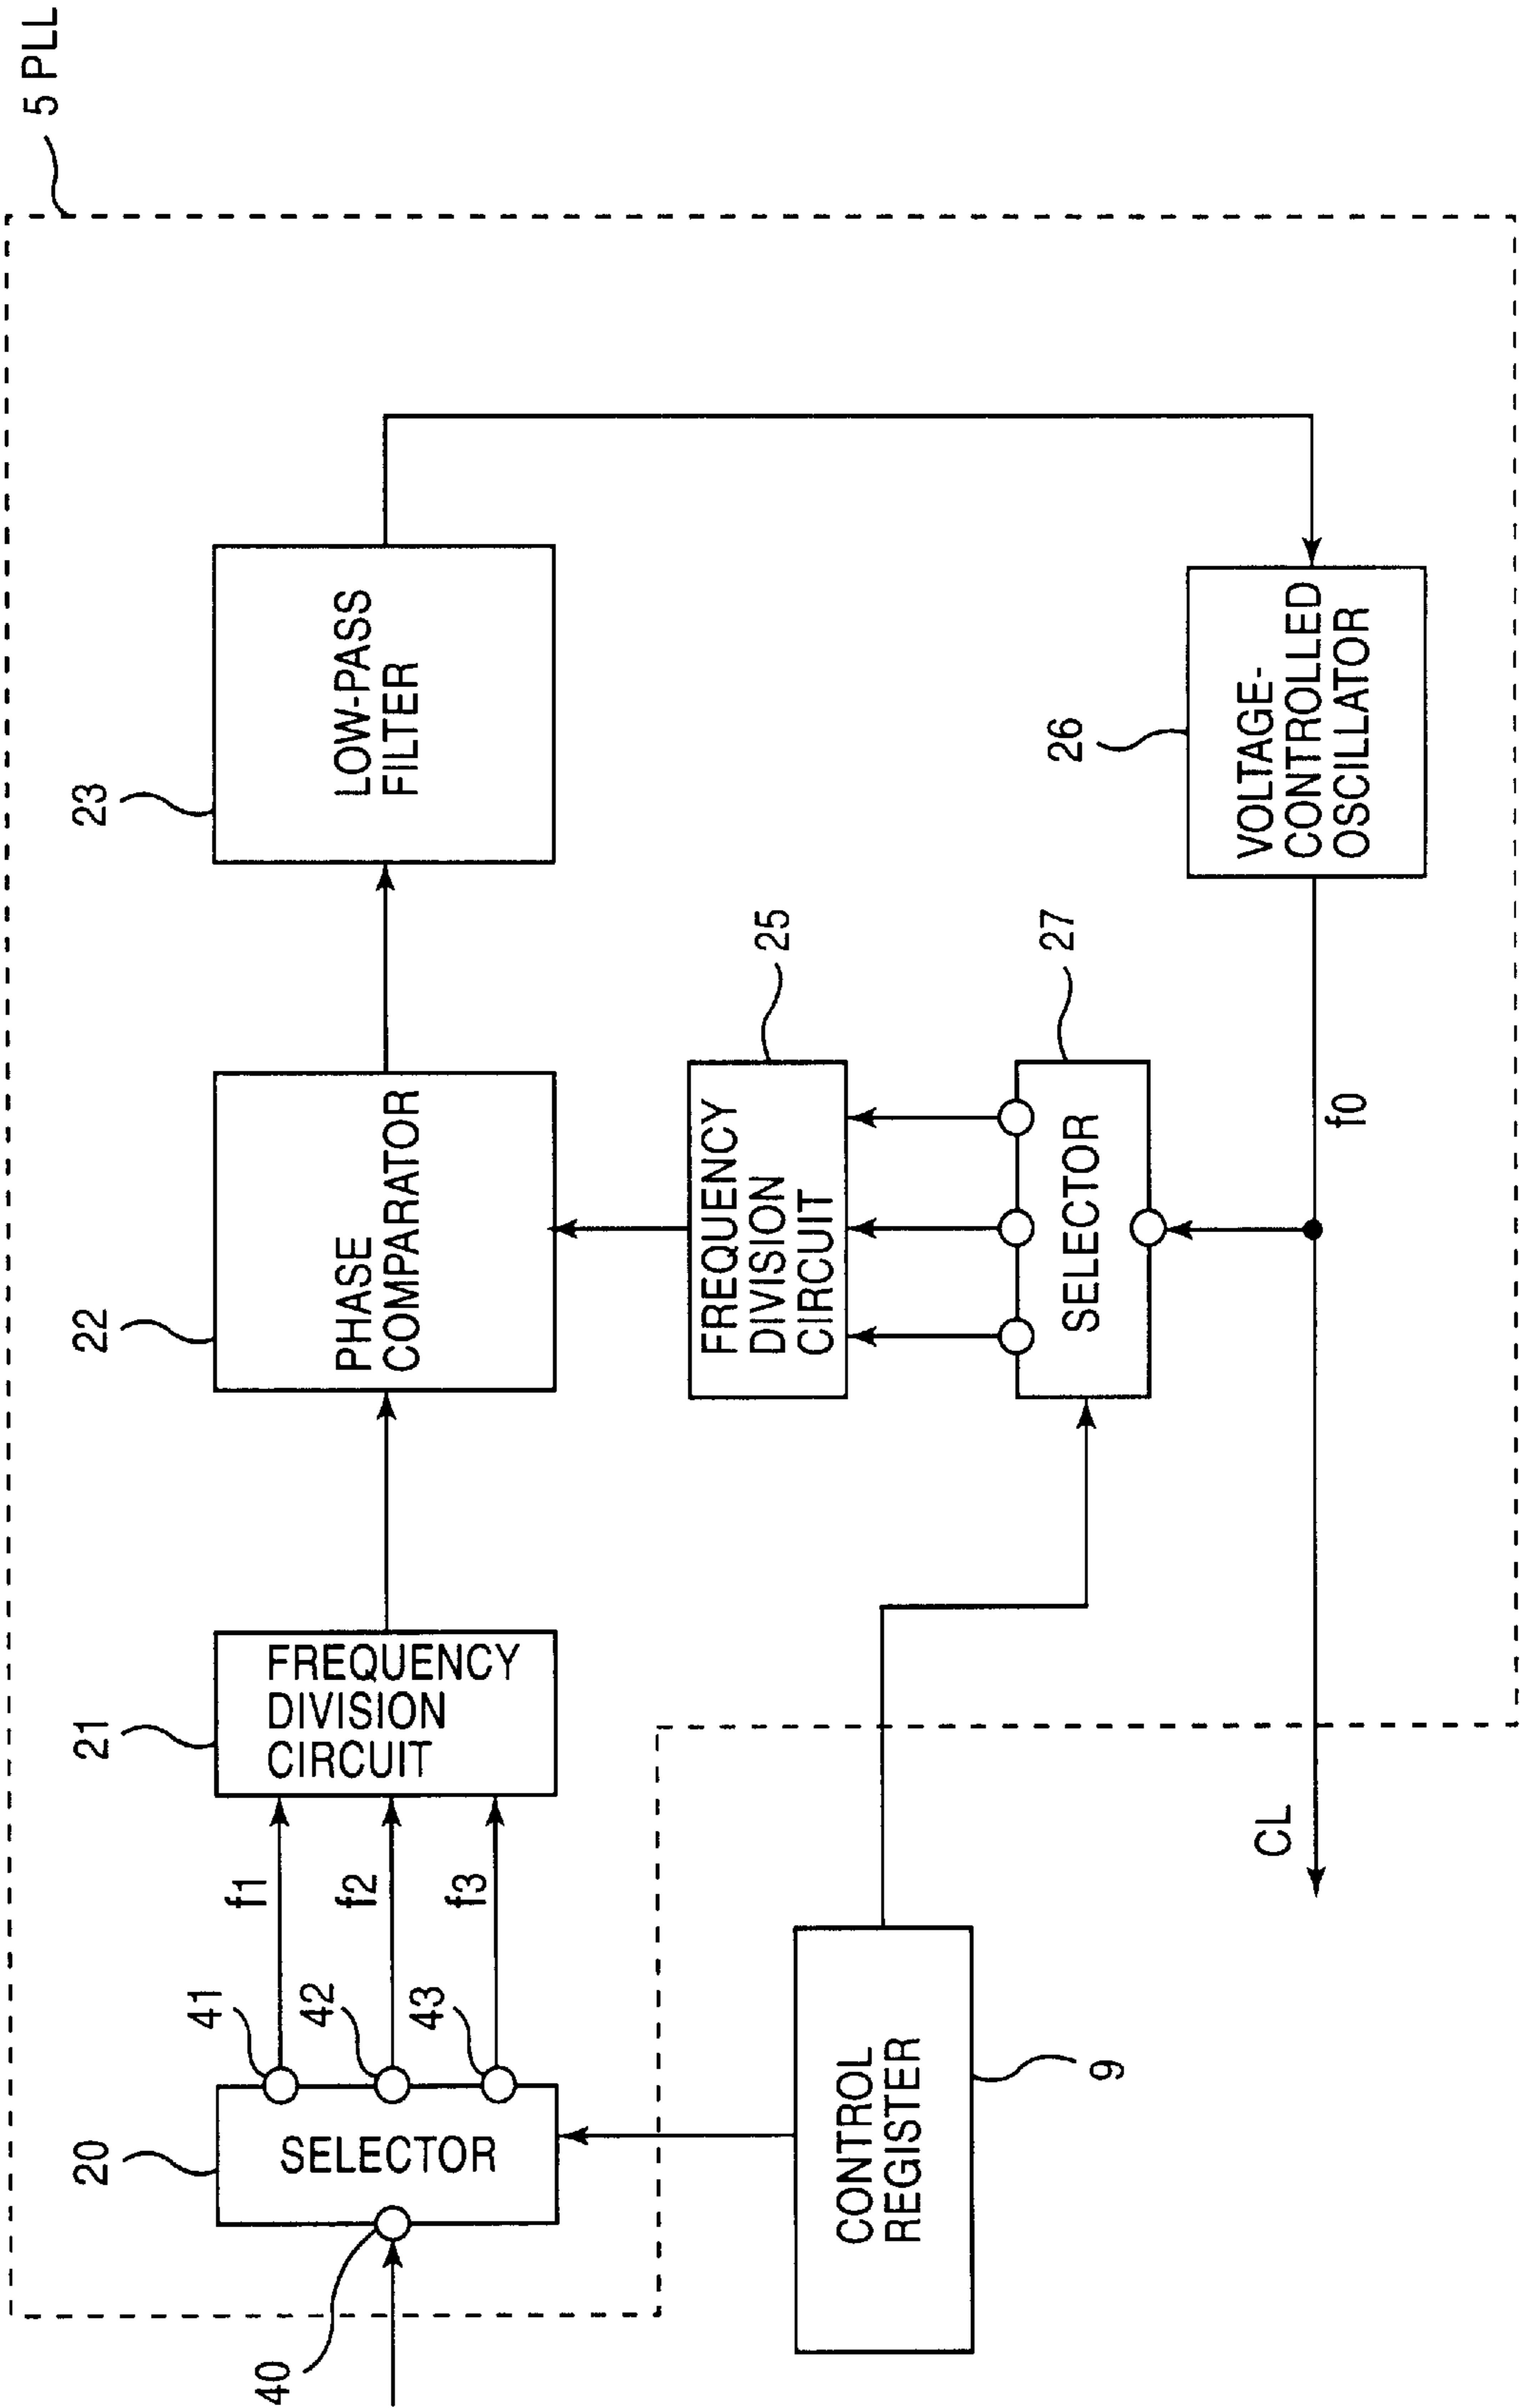 5 PLL
20
SELECTOR
40
41
42
43
f1
f2
f3
21
FREQUENCY
DIVISION
CIRCUIT
22
PHASE
COMPARATOR
23
LOW-PASS
FILTER
25
FREQUENCY
DIVISION
CIRCUIT
27
SELECTOR
26
VOLTAGE-
CONTROLLED
OSCILLATOR
f0
CL
CONTROL
REGISTER
9